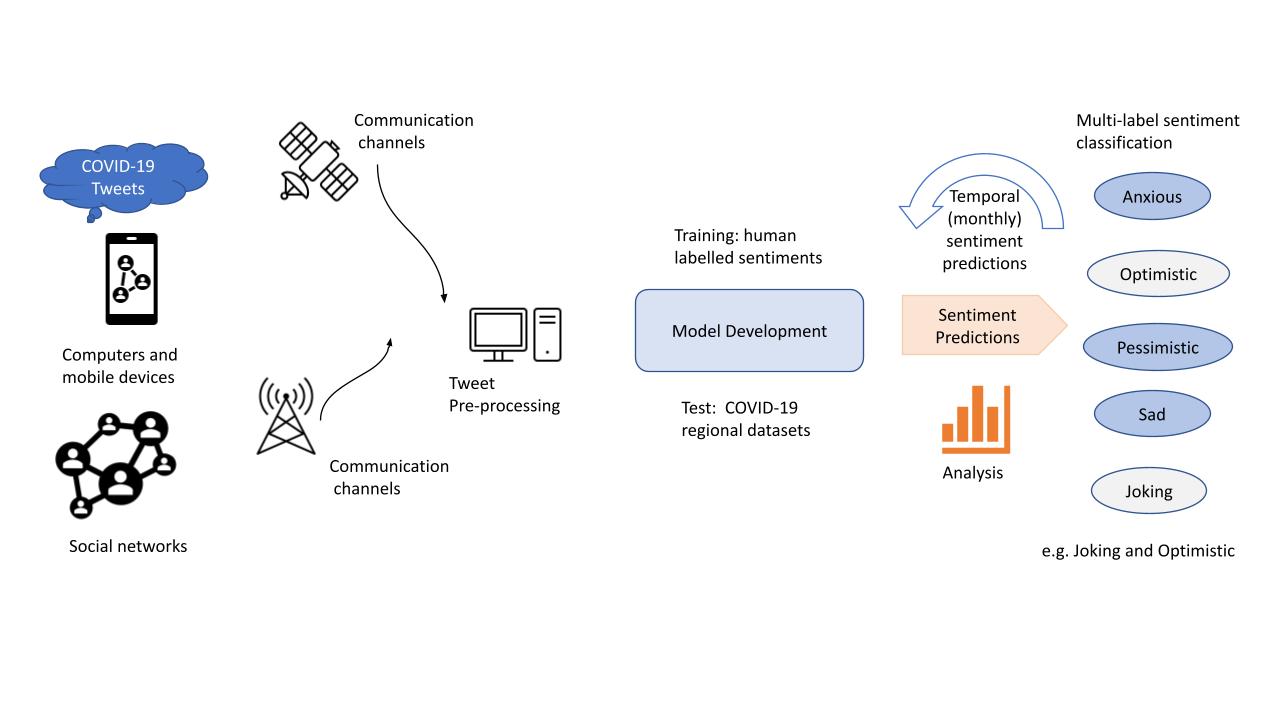 COVID-19
Tweets
Computers and
mobile devices
Social networks
Communication
channels
Communication
channels
Tweet
Pre-processing
Training: human
labelled sentiments
Model Development
Test: COVID-19
regional datasets
Temporal
(monthly)
sentiment
predictions
Sentiment
Predictions
Analysis
Multi-label sentiment
classification
Anxious
Optimistic
Pessimistic
Sad
Joking
e.g. Joking and Optimistic